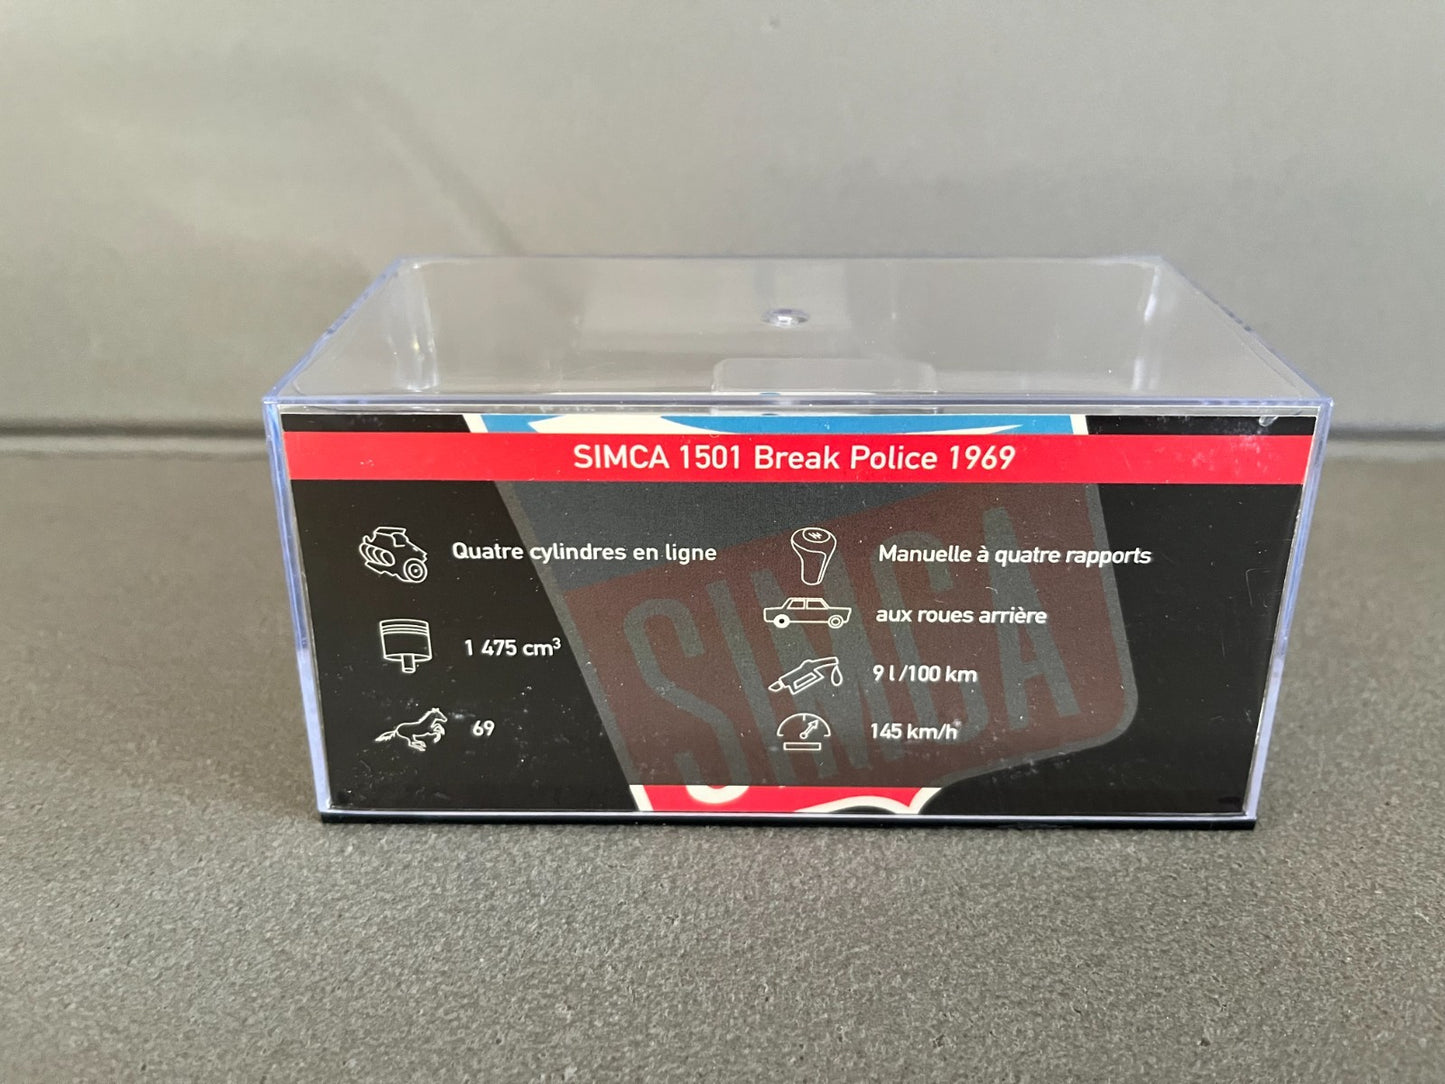 SIMCA 1501 Break Police 1969
Quatre cylindres en ligne
1 475 cm³
69
Manuelle à quatre rapports
aux roues arrière
9 l/100 km
145 km/h
SIMCA